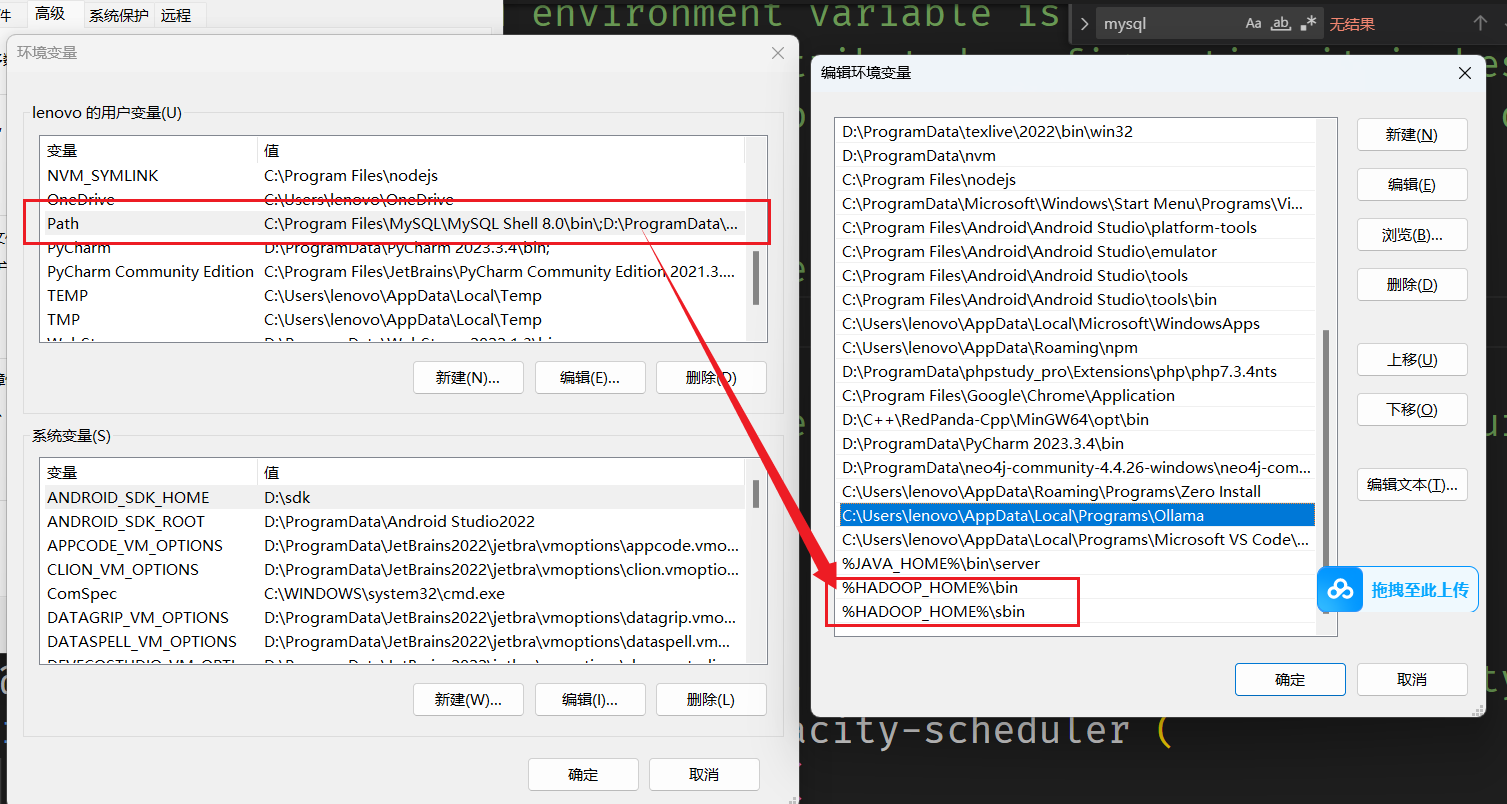 件
高级
系统保护
远程
environment variable is
mysql
Aa
ab
.*
无结果
环境变量
lenovo 的用户变量(U)
变量 值
NVM_SYMLINK C:\Program Files\nodejs
OneDrive C:\Users\lenovo\OneDrive
Path C:\Program Files\MySQL\MySQL Shell 8.0\bin\;D:\ProgramData\...
PyCharm D:\ProgramData\PyCharm 2023.3.4\bin;
PyCharm Community Edition C:\Program Files\JetBrains\PyCharm Community Edition 2021.3....
TEMP C:\Users\lenovo\AppData\Local\Temp
TMP C:\Users\lenovo\AppData\Local\Temp
新建(N)... 编辑(E)... 删除(D)
系统变量(S)
变量 值
ANDROID_SDK_HOME D:\sdk
ANDROID_SDK_ROOT D:\ProgramData\Android Studio2022
APPCODE_VM_OPTIONS D:\ProgramData\JetBrains2022\jetbra\vmoptions\appcode.vmo...
CLION_VM_OPTIONS D:\ProgramData\JetBrains2022\jetbra\vmoptions\clion.vmoptio...
ComSpec C:\WINDOWS\system32\cmd.exe
DATAGRIP_VM_OPTIONS D:\ProgramData\JetBrains2022\jetbra\vmoptions\datagrip.vm...
DATASPELL_VM_OPTIONS D:\ProgramData\JetBrains2022\jetbra\vmoptions\dataspell.vm...
新建(W)... 编辑(I)... 删除(L)
确定 取消
编辑环境变量
D:\ProgramData\texlive\2022\bin\win32
D:\ProgramData\nvm
C:\Program Files\nodejs
C:\ProgramData\Microsoft\Windows\Start Menu\Programs\Vi...
C:\Program Files\Android\Android Studio\platform-tools
C:\Program Files\Android\Android Studio\emulator
C:\Program Files\Android\Android Studio\tools
C:\Program Files\Android\Android Studio\tools\bin
C:\Users\lenovo\AppData\Local\Microsoft\WindowsApps
C:\Users\lenovo\AppData\Roaming\npm
D:\ProgramData\phpstudy_pro\Extensions\php\php7.3.4nts
C:\Program Files\Google\Chrome\Application
D:\C++\RedPanda-Cpp\MinGW64\opt\bin
D:\ProgramData\PyCharm 2023.3.4\bin
D:\ProgramData\neo4j-community-4.4.26-windows\neo4j-com...
C:\Users\lenovo\AppData\Roaming\Programs\Zero Install
C:\Users\lenovo\AppData\Local\Programs\Ollama
C:\Users\lenovo\AppData\Local\Programs\Microsoft VS Code\...
%JAVA_HOME%\bin\server
%HADOOP_HOME%\bin
%HADOOP_HOME%\sbin
新建(N)
编辑(E)
浏览(B)...
删除(D)
上移(U)
下移(O)
编辑文本(T)...
拖拽至此上传
确定 取消
acity-scheduler (